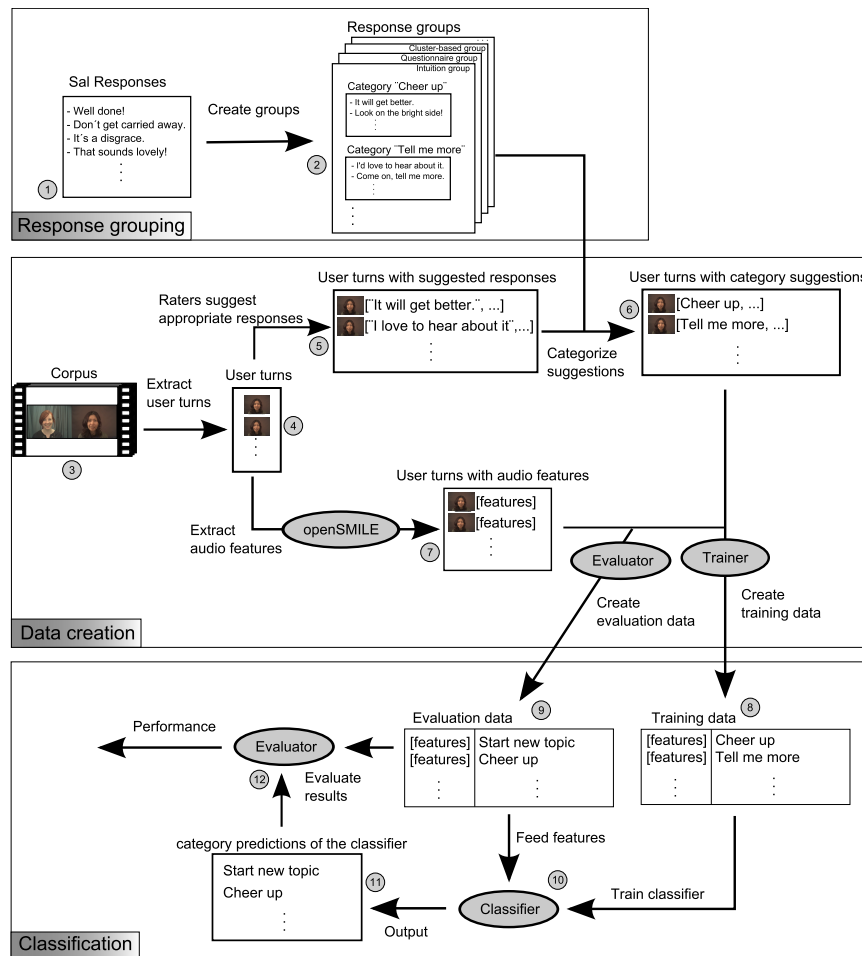 Response groups
. . .
Cluster-based group
Questionnaire group
Intuition group
Sal Responses
- Well done!
- Don´t get carried away.
- It´s a disgrace.
- That sounds lovely!
1
Create groups
2
Category ¨Cheer up¨
- It will get better.
- Look on the bright side!
Category ¨Tell me more¨
- I'd love to hear about it.
- Come on, tell me more.
Response grouping
User turns with suggested responses
[¨It will get better.¨, ...]
[¨I love to hear about it¨,...]
5
Raters suggest
appropriate responses
User turns with category suggestions
6
[Cheer up, ...]
[Tell me more, ...]
Categorize
suggestions
Corpus
3
Extract
user turns
User turns
4
Extract
audio features
openSMILE
User turns with audio features
[features]
[features]
7
Evaluator
Trainer
Create
evaluation data
Create
training data
Data creation
9
Evaluation data
[features] Start new topic
[features] Cheer up
8
Training data
[features] Cheer up
[features] Tell me more
Performance
Evaluator
12
Evaluate
results
Feed features
category predictions of the classifier
Start new topic
Cheer up
11
Output
Classifier
10
Train classifier
Classification